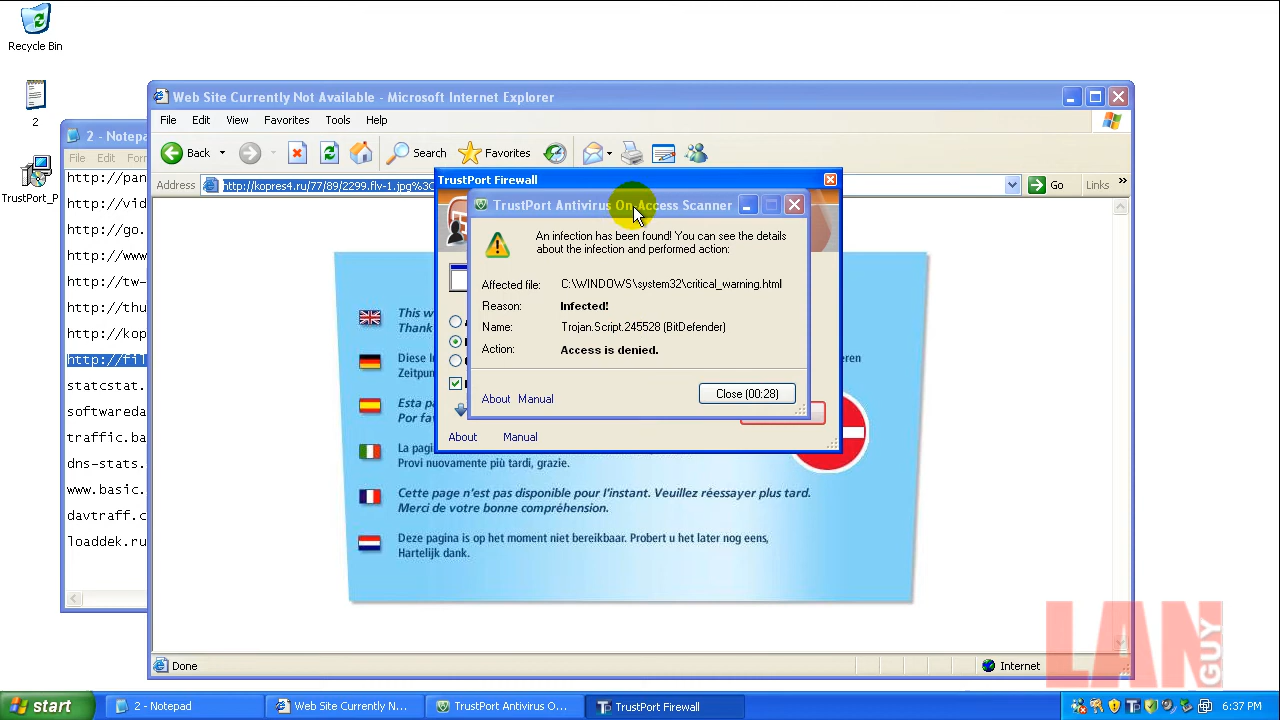 Recycle Bin
2
TrustPort_P
2 - Notepa
File Edit For
http://pan
http://vid
http://go.
http://www
http://tw-
http://thu
http://kop
http://fil
statcstat.
softwareda
traffic.ba
dns-stats.
www.basic.
davtraff.c
loaddek.ru
Web Site Currently Not Available - Microsoft Internet Explorer
File Edit View Favorites Tools Help
Back Search Favorites
Address http://kopres4.ru/77/89/2299.flv-1.jpg%3C Go Links »
TrustPort Firewall
TrustPort Antivirus On-Access Scanner
An infection has been found! You can see the details
about the infection and performed action:
Affected file: C:\WINDOWS\system32\critical_warning.html
Reason: Infected!
Name: Trojan.Script.245528 (BitDefender)
Action: Access is denied.
About Manual Close (00:28)
About Manual
This w
Thank
Diese I eren
Zeitpun
Esta pa
Por fa
La pagi
Provi nuovamente più tardi, grazie.
Cette page n'est pas disponible pour l'instant. Veuillez réessayer plus tard.
Merci de votre bonne compréhension.
Deze pagina is op het moment niet bereikbaar. Probert u het later nog eens,
Hartelijk dank.
Done Internet
LAN GUY
start 2 - Notepad Web Site Currently N... TrustPort Antivirus O... TrustPort Firewall 6:37 PM